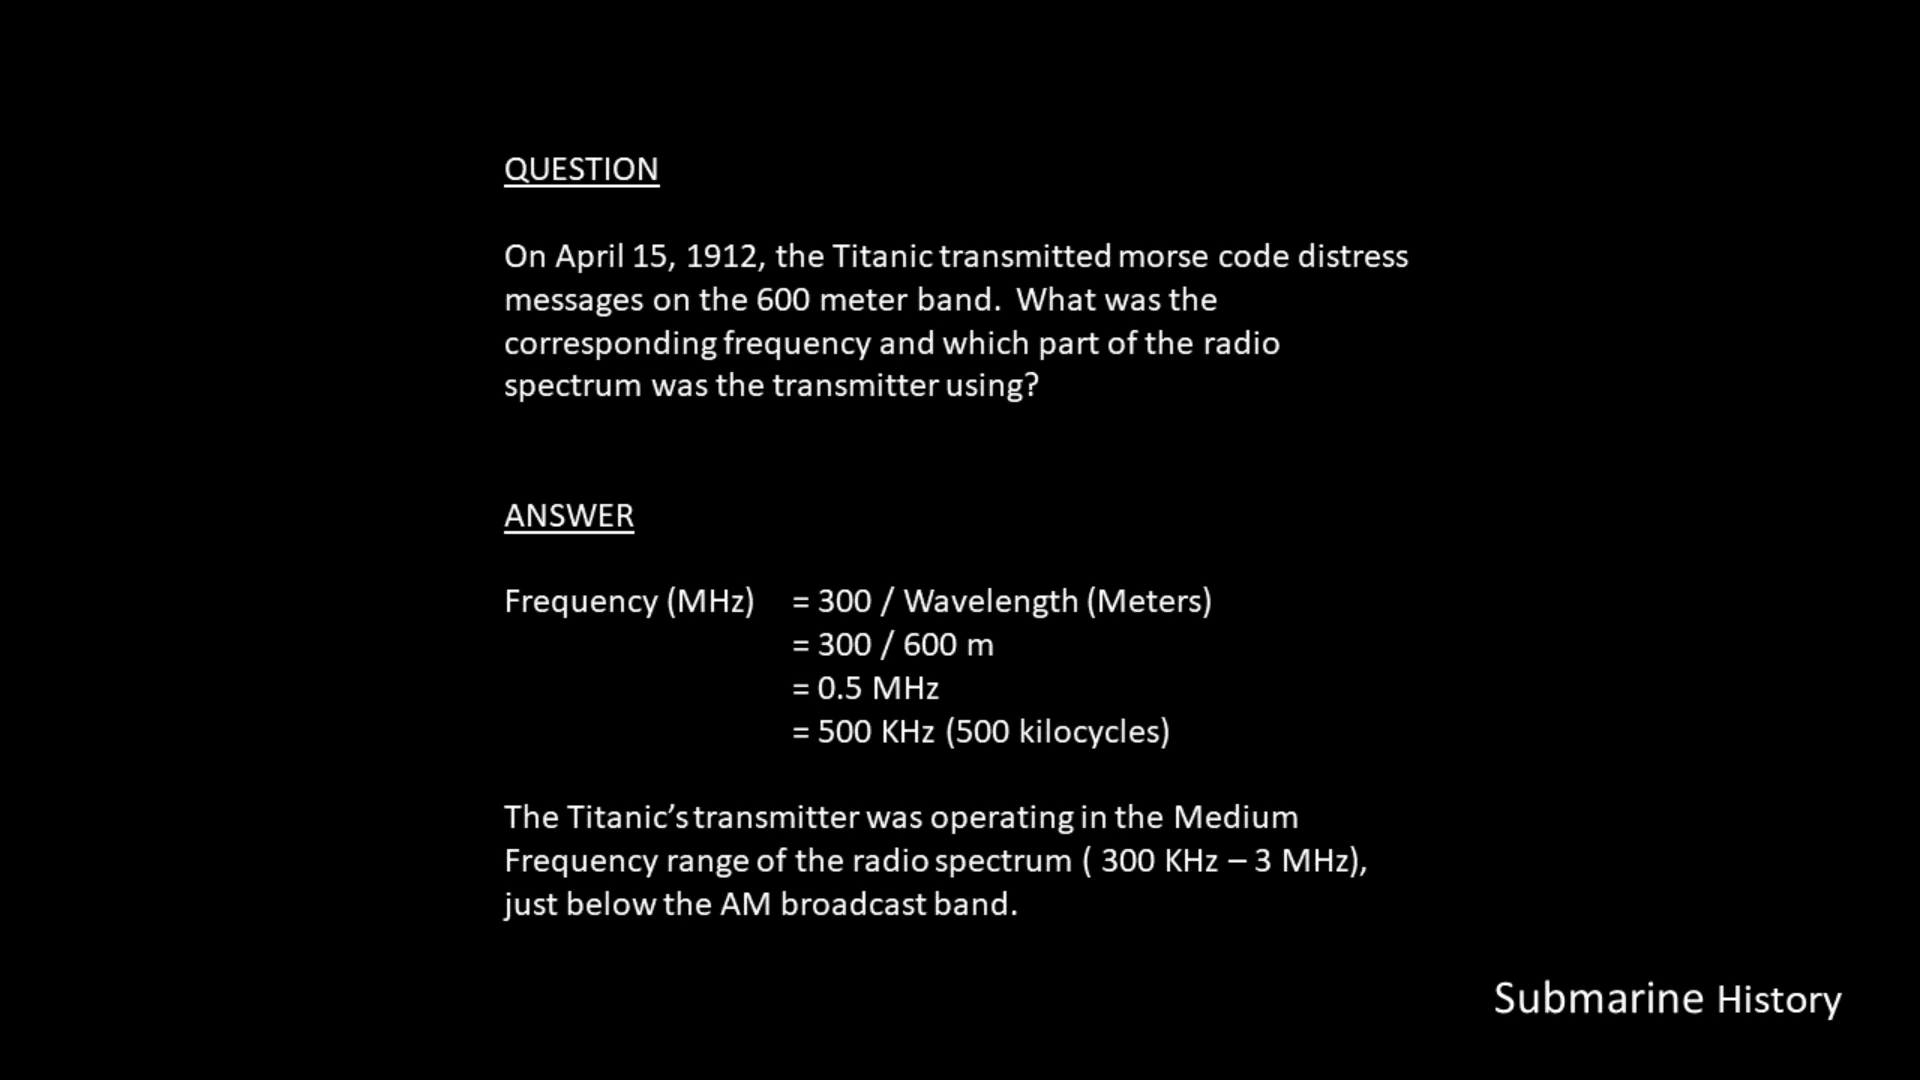 QUESTION
On April 15, 1912, the Titanic transmitted morse code distress
messages on the 600 meter band.  What was the
corresponding frequency and which part of the radio
spectrum was the transmitter using?
ANSWER
Frequency (MHz) = 300 / Wavelength (Meters)
= 300 / 600 m
= 0.5 MHz
= 500 KHz (500 kilocycles)
The Titanic’s transmitter was operating in the Medium
Frequency range of the radio spectrum ( 300 KHz – 3 MHz),
just below the AM broadcast band.
Submarine History